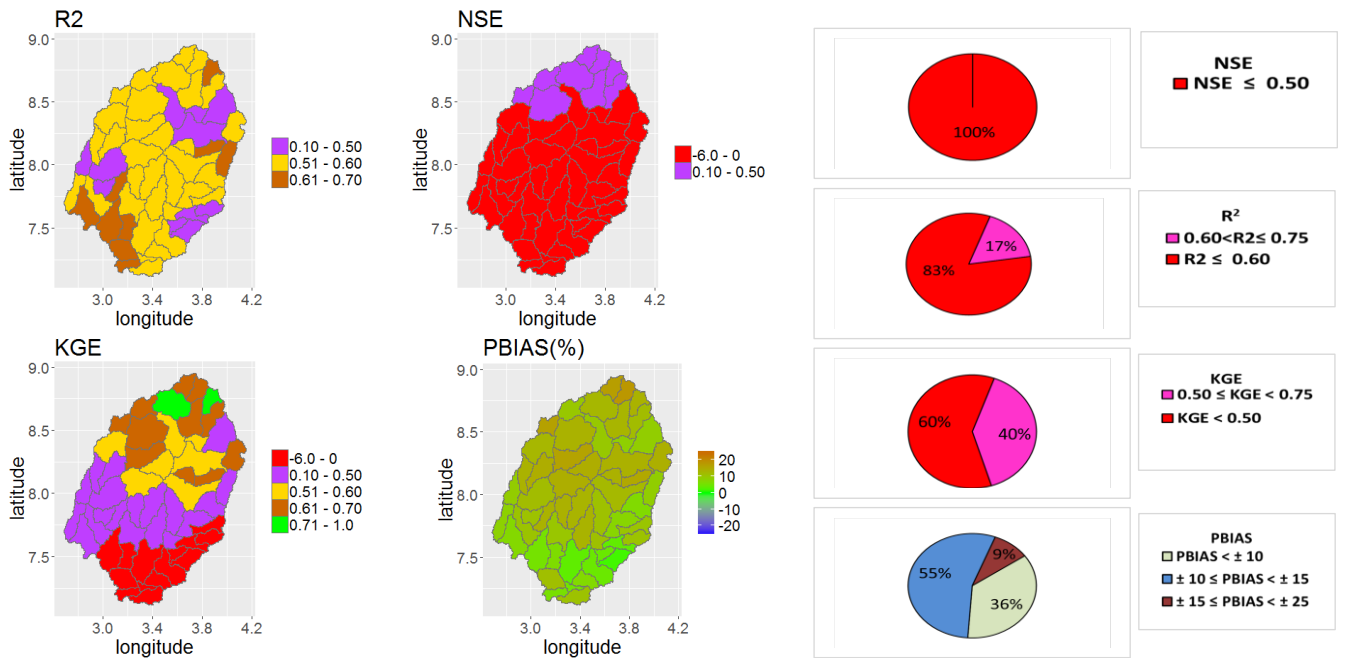 R2
9.0
8.5
8.0
7.5
latitude
3.0 3.4 3.8 4.2
longitude
0.10 - 0.50
0.51 - 0.60
0.61 - 0.70
NSE
9.0
8.5
8.0
7.5
latitude
3.0 3.4 3.8 4.2
longitude
-6.0 - 0
0.10 - 0.50
KGE
9.0
8.5
8.0
7.5
latitude
3.0 3.4 3.8 4.2
longitude
-6.0 - 0
0.10 - 0.50
0.51 - 0.60
0.61 - 0.70
0.71 - 1.0
PBIAS(%)
9.0
8.5
8.0
7.5
latitude
3.0 3.4 3.8 4.2
longitude
20
10
0
-10
-20
100%
NSE
NSE ≤ 0.50
17%
83%
R²
0.60<R2≤ 0.75
R2 ≤ 0.60
60%
40%
KGE
0.50 ≤ KGE < 0.75
KGE < 0.50
9%
55%
36%
PBIAS
PBIAS < ± 10
± 10 ≤ PBIAS < ± 15
± 15 ≤ PBIAS < ± 25